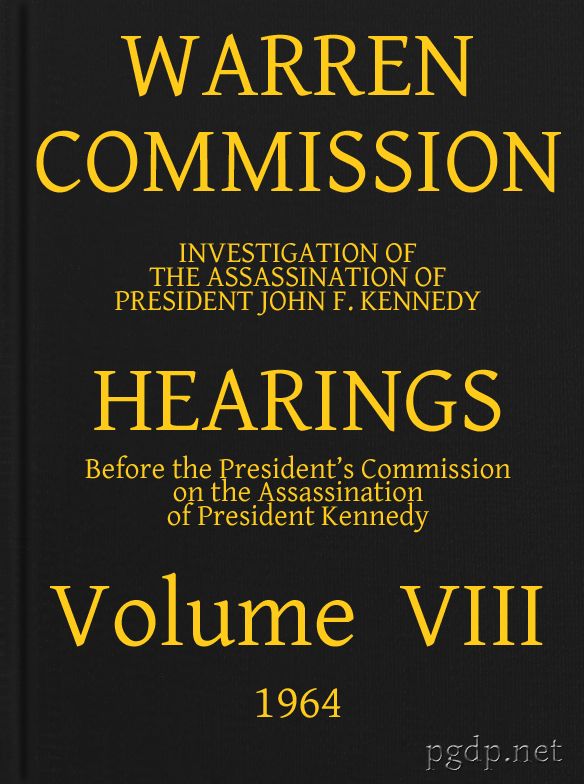 WARREN
COMMISSION
INVESTIGATION OF
THE ASSASSINATION OF
PRESIDENT JOHN F. KENNEDY
HEARINGS
Before the President’s Commission
on the Assassination
of President Kennedy
Volume VIII
1964
pgdp.net